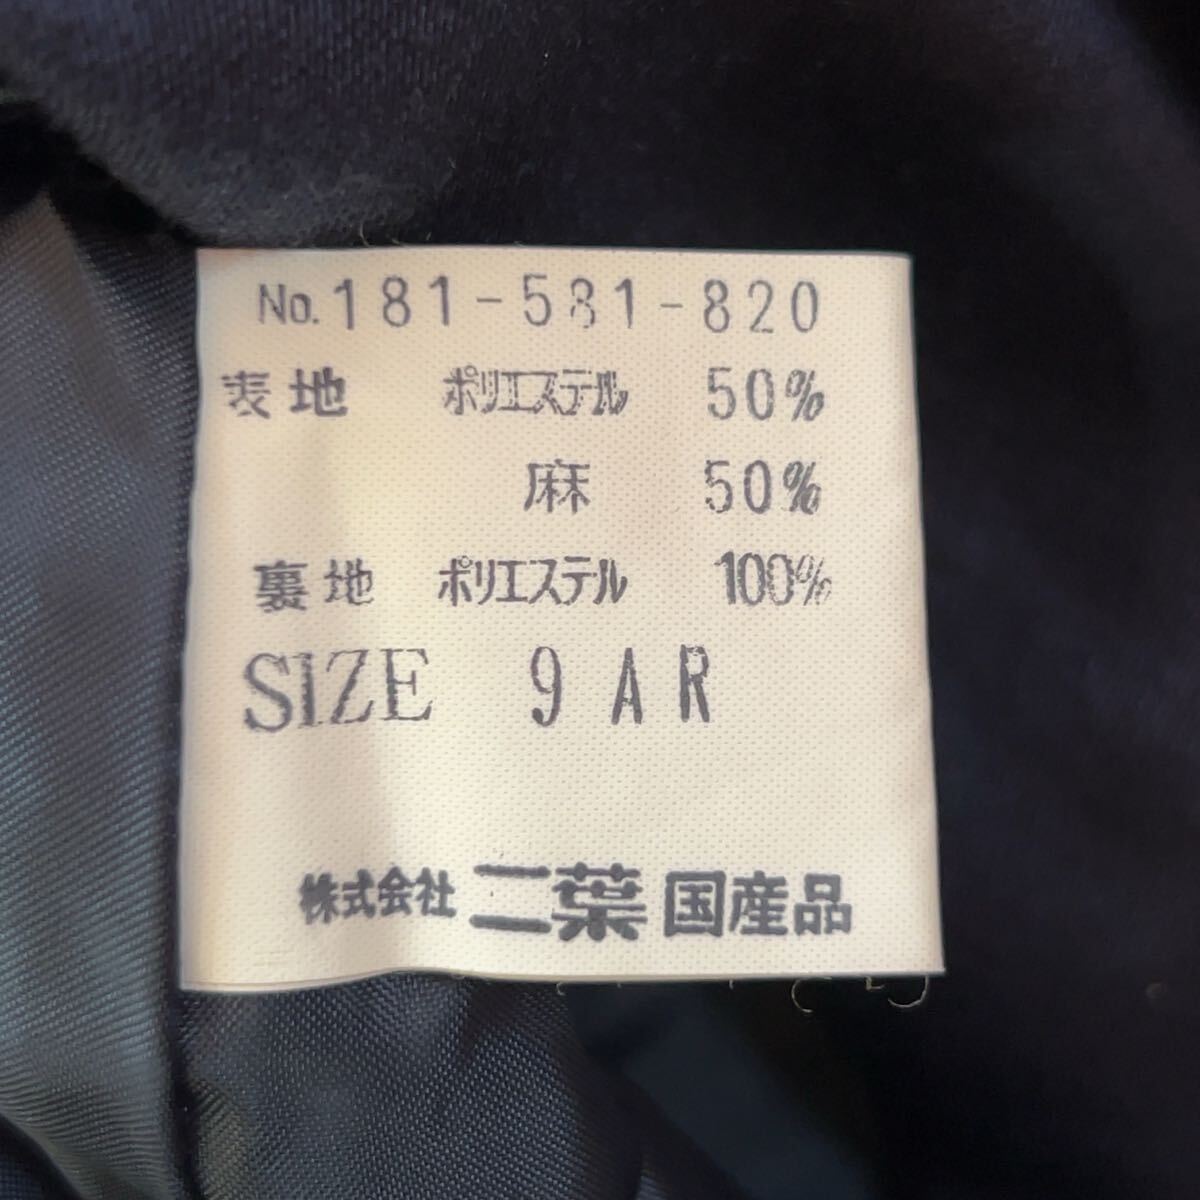 No. 181-581-820
表地 ポリエステル 50%
麻 50%
裏地 ポリエステル 100%
SIZE 9AR
株式会社 二葉 国産品